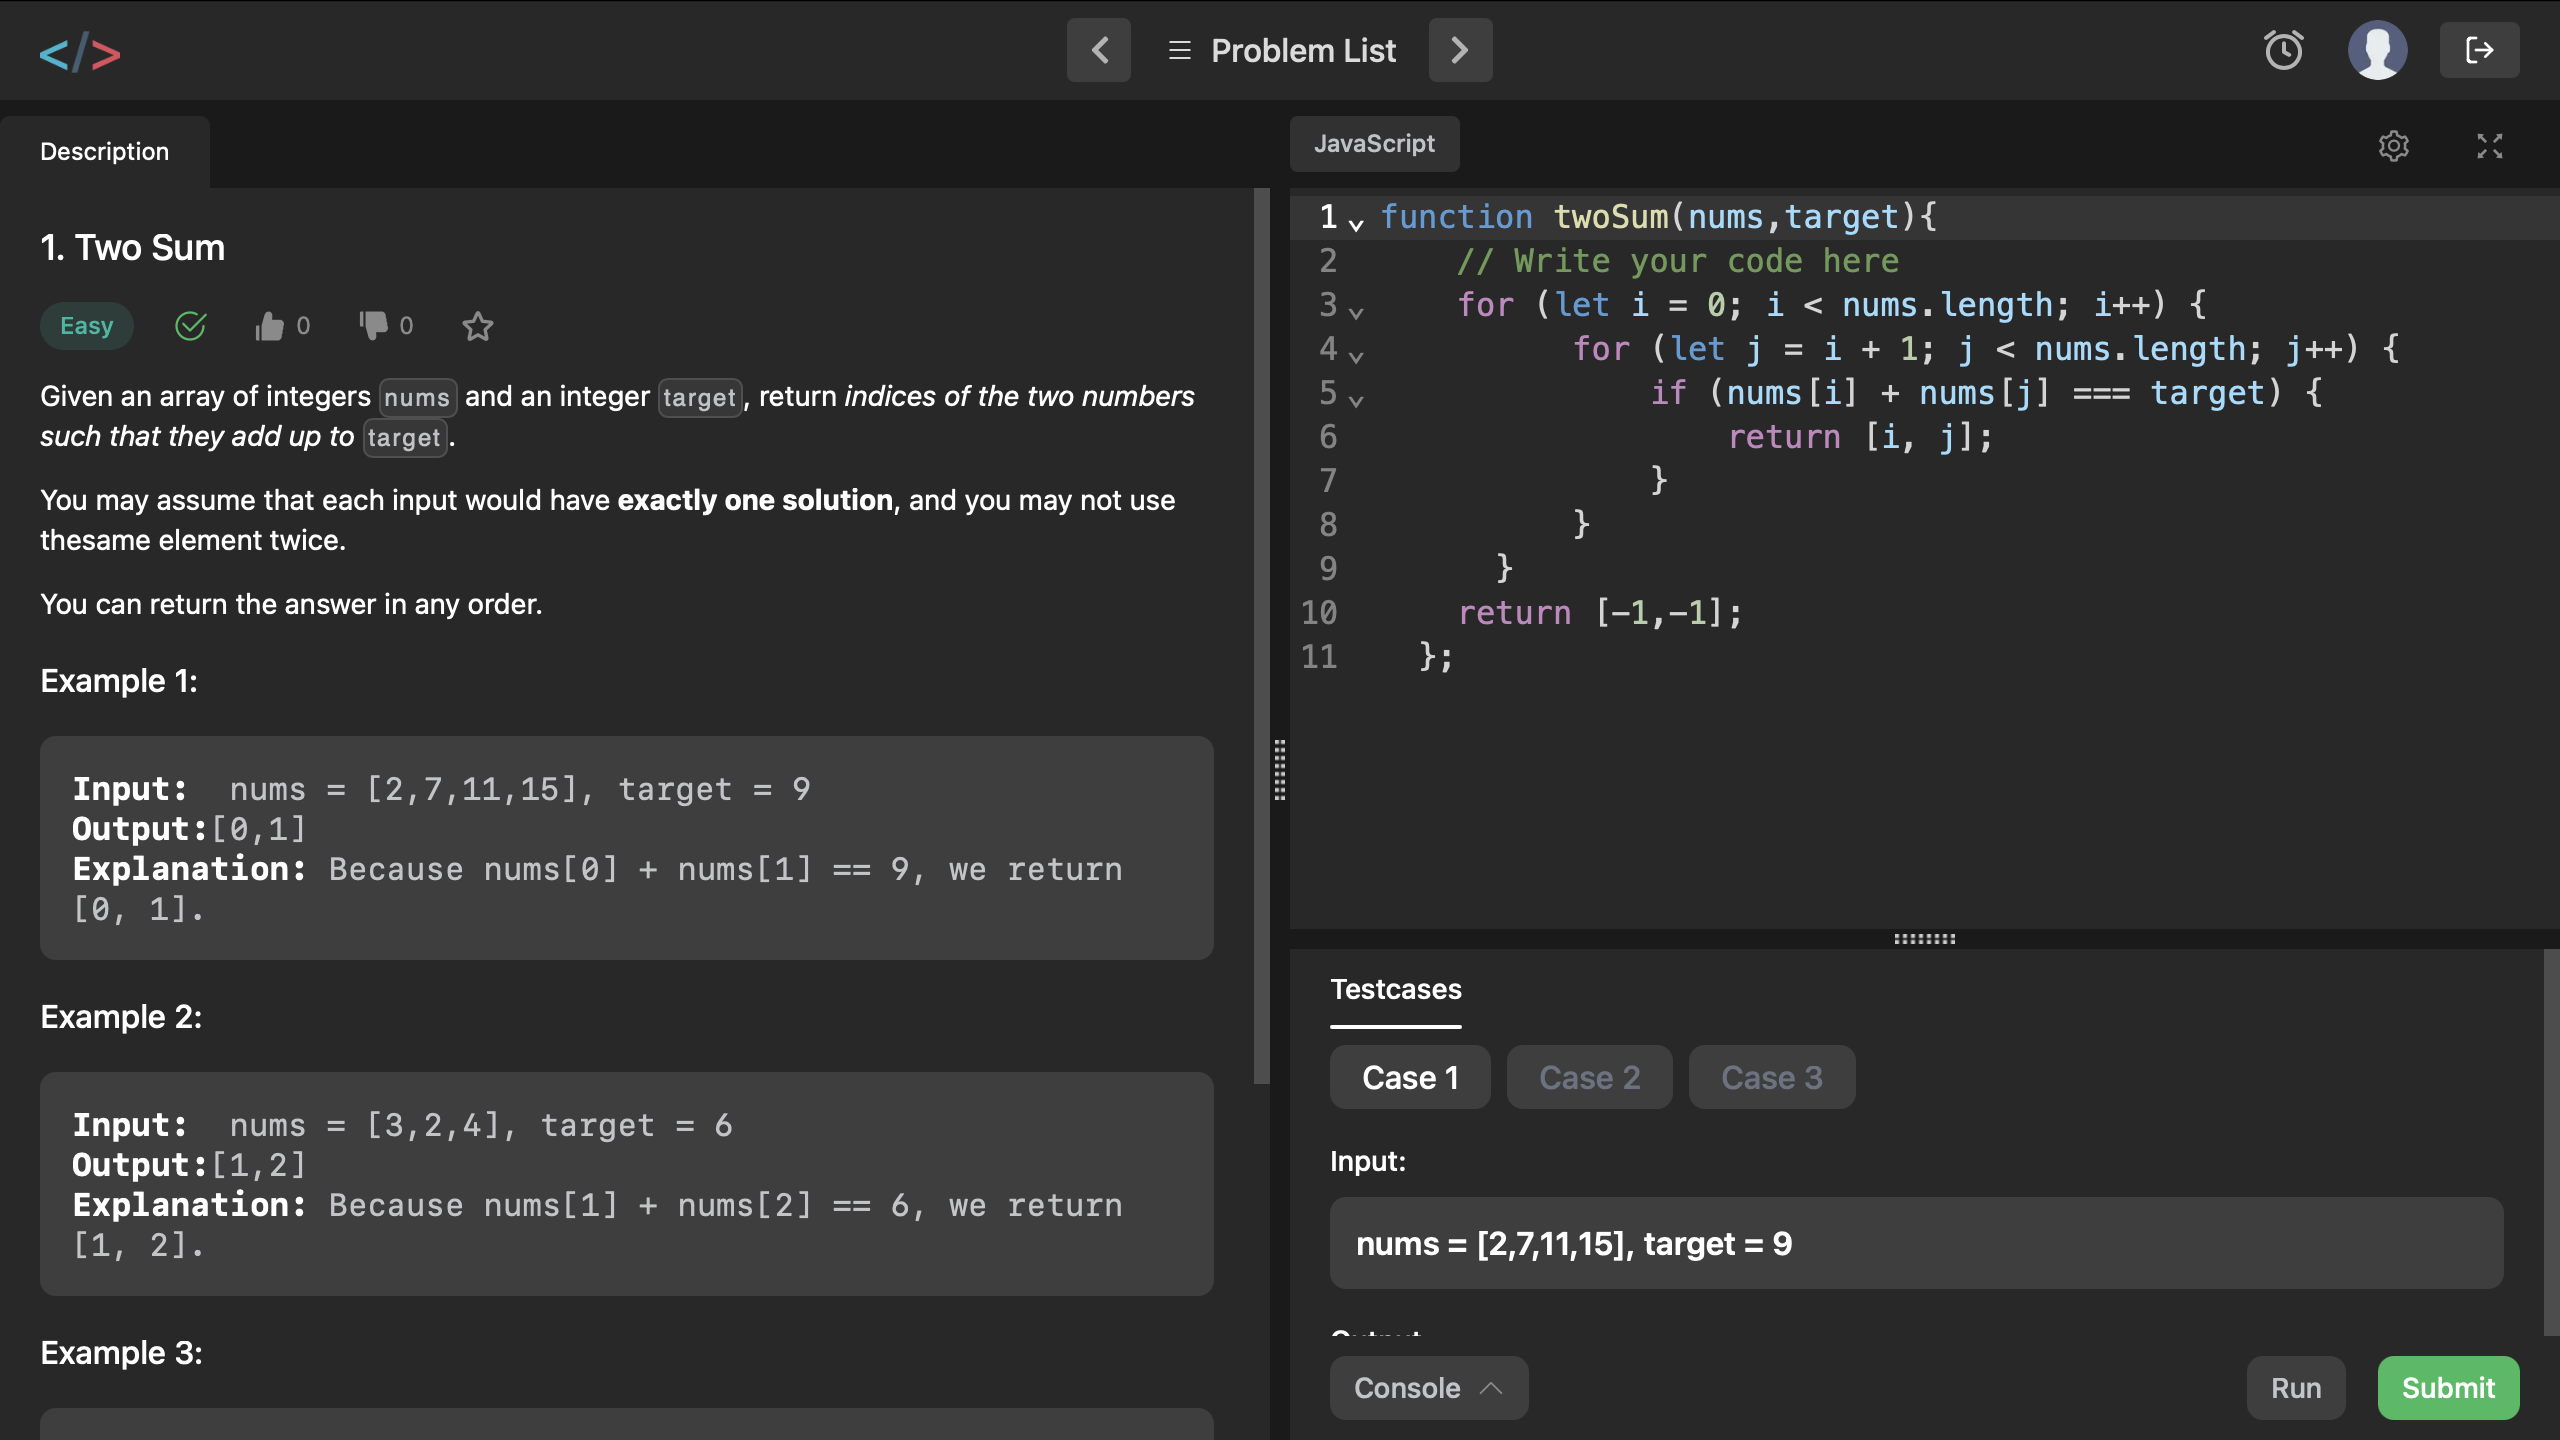 </>
Problem List
Description
1. Two Sum
Easy
0
0
Given an array of integers nums and an integer target, return indices of the two numbers
such that they add up to target.
You may assume that each input would have exactly one solution, and you may not use
thesame element twice.
You can return the answer in any order.
Example 1:
Input:  nums = [2,7,11,15], target = 9
Output:[0,1]
Explanation: Because nums[0] + nums[1] == 9, we return
[0, 1].
Example 2:
Input:  nums = [3,2,4], target = 6
Output:[1,2]
Explanation: Because nums[1] + nums[2] == 6, we return
[1, 2].
Example 3:
JavaScript
1 function twoSum(nums,target){
2     // Write your code here
3     for (let i = 0; i < nums.length; i++) {
4           for (let j = i + 1; j < nums.length; j++) {
5               if (nums[i] + nums[j] === target) {
6                   return [i, j];
7               }
8           }
9       }
10     return [-1,-1];
11   };
Testcases
Case 1
Case 2
Case 3
Input:
nums = [2,7,11,15], target = 9
Console
Run
Submit